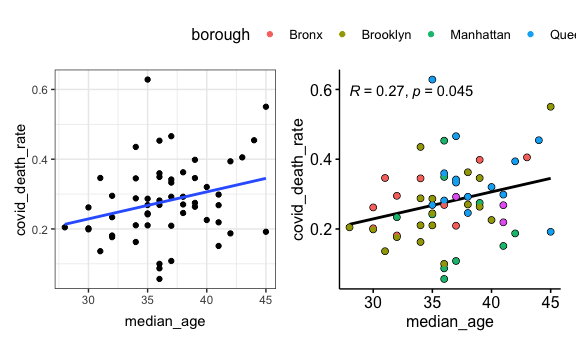 borough Bronx Brooklyn Manhattan Quee
0.6
0.4
0.2
covid_death_rate
30 35 40 45
median_age
R = 0.27, p = 0.045
0.6
0.4
0.2
covid_death_rate
30 35 40 45
median_age